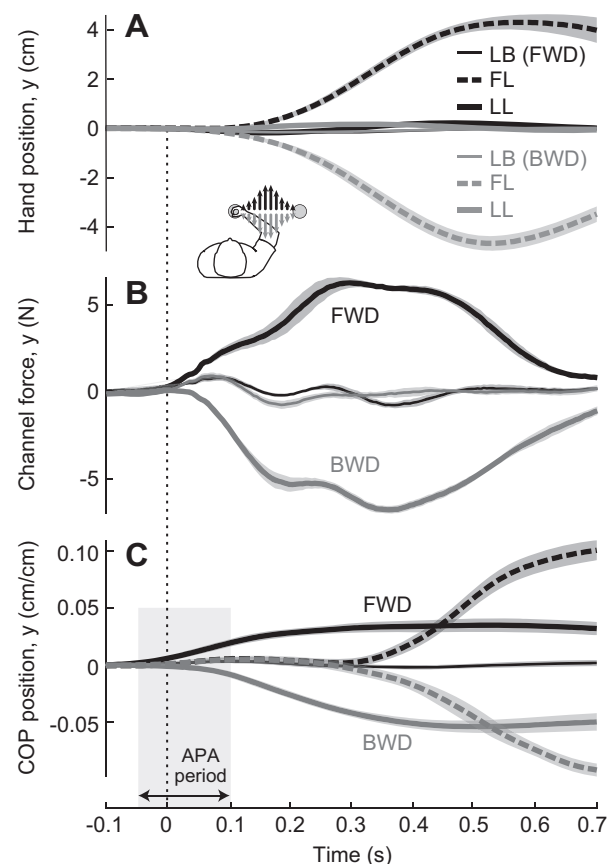 A
Hand position, y (cm)
4
2
0
-2
-4
LB (FWD)
FL
LL
LB (BWD)
FL
LL
B
Channel force, y (N)
5
0
-5
FWD
BWD
C
COP position, y (cm/cm)
0.10
0.05
0
-0.05
FWD
BWD
APA
period
-0.1 0 0.1 0.2 0.3 0.4 0.5 0.6 0.7
Time (s)